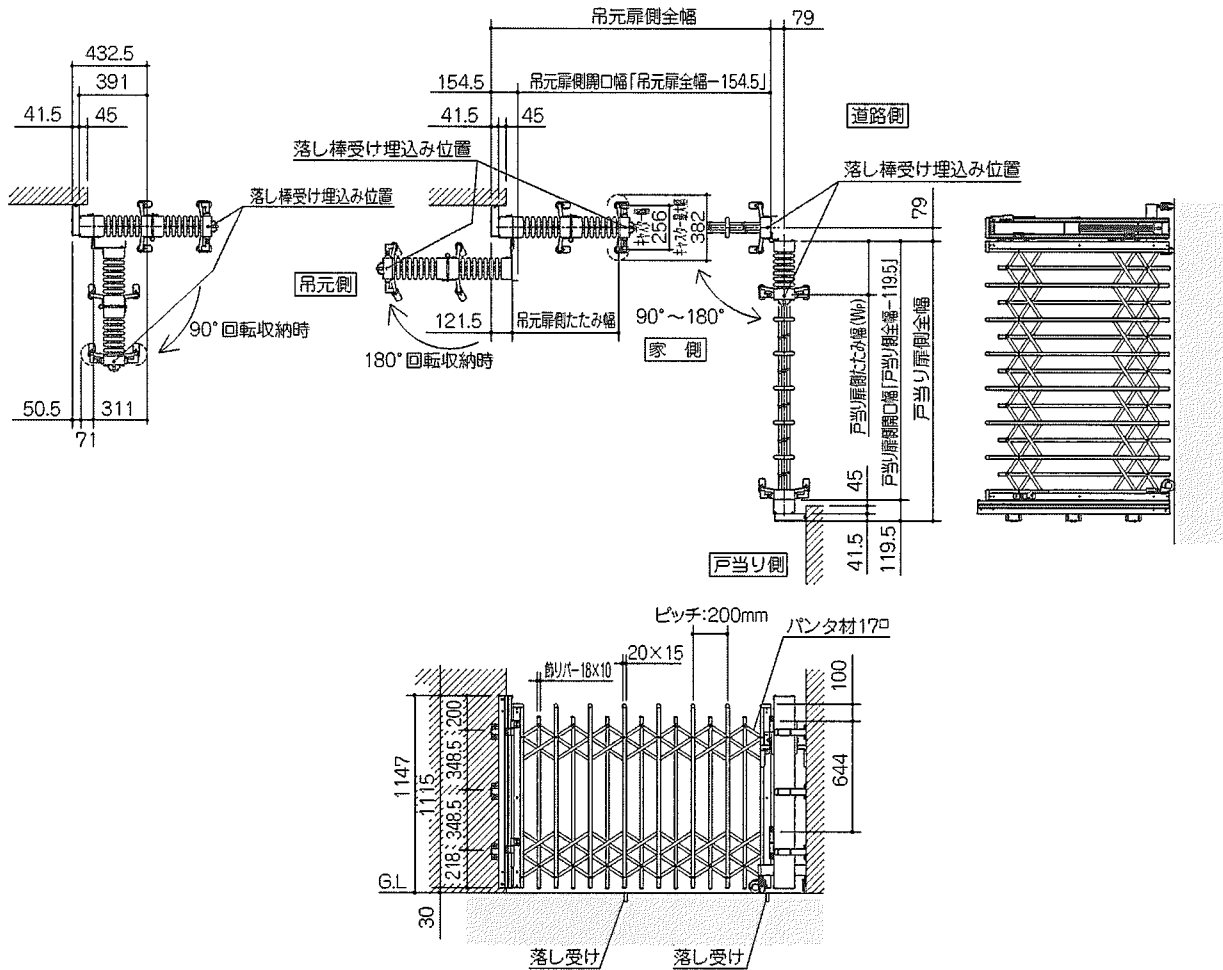 吊元扉側全幅
79
432.5
391
41.5
45
154.5
吊元扉側開口幅「吊元扉全幅-154.5」
41.5
45
道路側
落し棒受け埋込み位置
落し棒受け埋込み位置
落し棒受け埋込み位置
キャスター幅
256
キャスター最大幅
382
79
吊元側
90°回転収納時
121.5
吊元扉側たたみ幅
180°回転収納時
90°~180°
家 側
50.5
311
71
戸当り扉側たたみ幅(Wp)
戸当り扉側開口幅「戸当り側全幅-119.5」
戸当り扉側全幅
45
41.5
119.5
戸当り側
ピッチ:200mm
パンタ材17□
20×15
飾りバー18×10
100
644
1147
1115
200
348.5
348.5
218
G.L
30
落し受け
落し受け